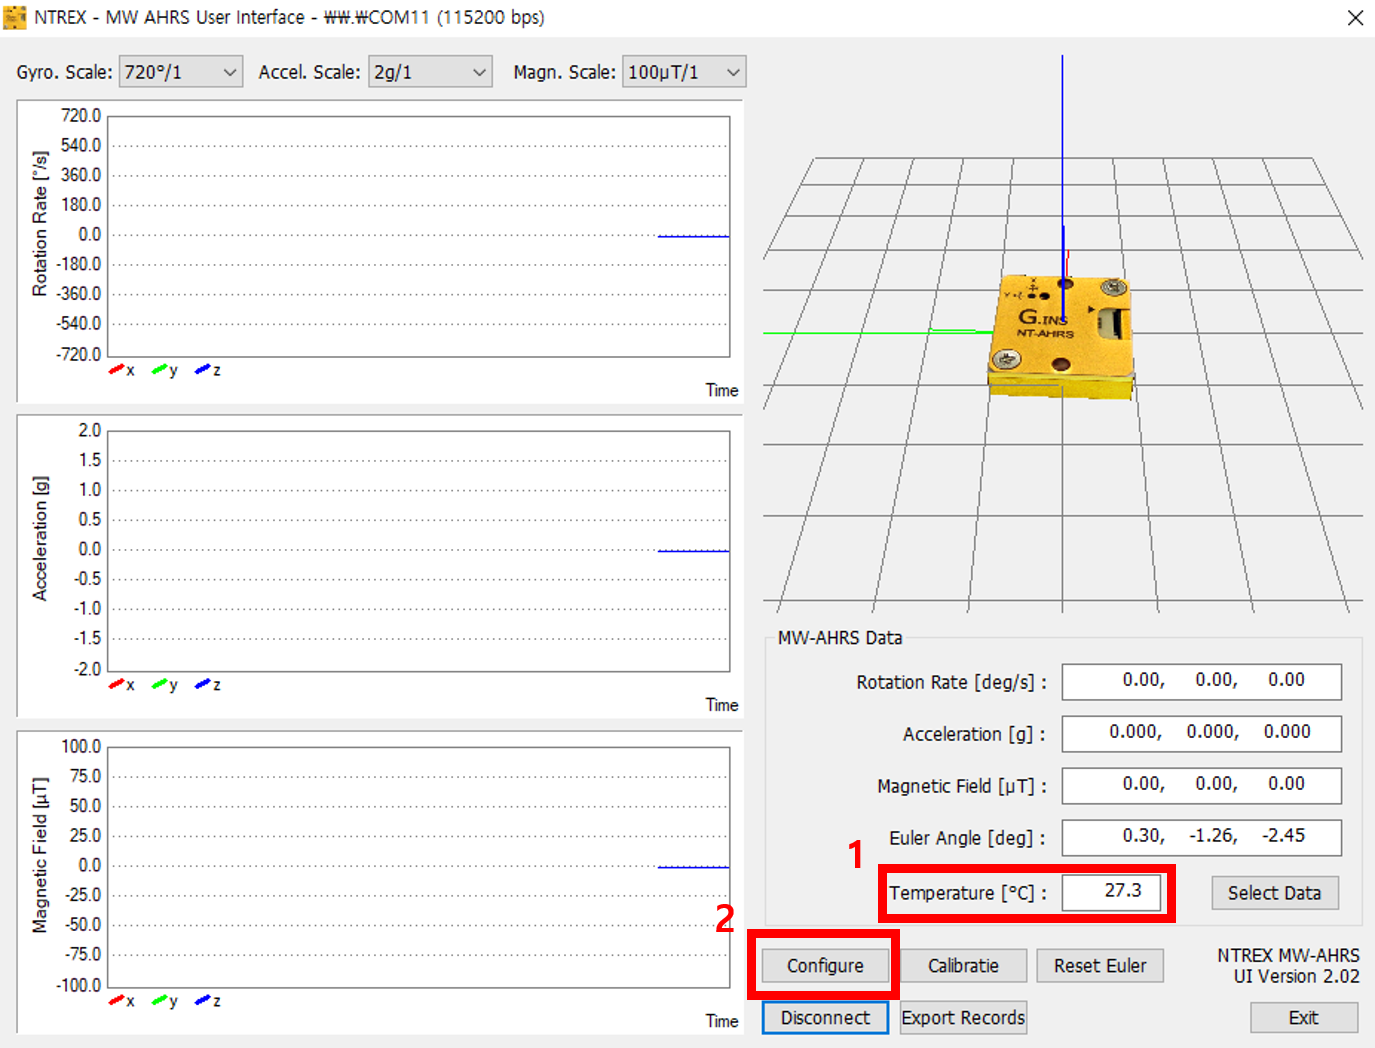 NTREX - MW AHRS User Interface - ₩₩.₩COM11 (115200 bps)
Gyro. Scale: 720°/1 Accel. Scale: 2g/1 Magn. Scale: 100µT/1
Rotation Rate [°/s]
720.0
540.0
360.0
180.0
0.0
-180.0
-360.0
-540.0
-720.0
x y z
Time
Acceleration [g]
2.0
1.5
1.0
0.5
0.0
-0.5
-1.0
-1.5
-2.0
x y z
Time
Magnetic Field [µT]
100.0
75.0
50.0
25.0
0.0
-25.0
-50.0
-75.0
-100.0
x y z
Time
G.INS
NT-AHRS
MW-AHRS Data
Rotation Rate [deg/s] : 0.00, 0.00, 0.00
Acceleration [g] : 0.000, 0.000, 0.000
Magnetic Field [µT] : 0.00, 0.00, 0.00
Euler Angle [deg] : 0.30, -1.26, -2.45
1
Temperature [°C] : 27.3 Select Data
2
Configure Calibratie Reset Euler
NTREX MW-AHRS
UI Version 2.02
Disconnect Export Records Exit